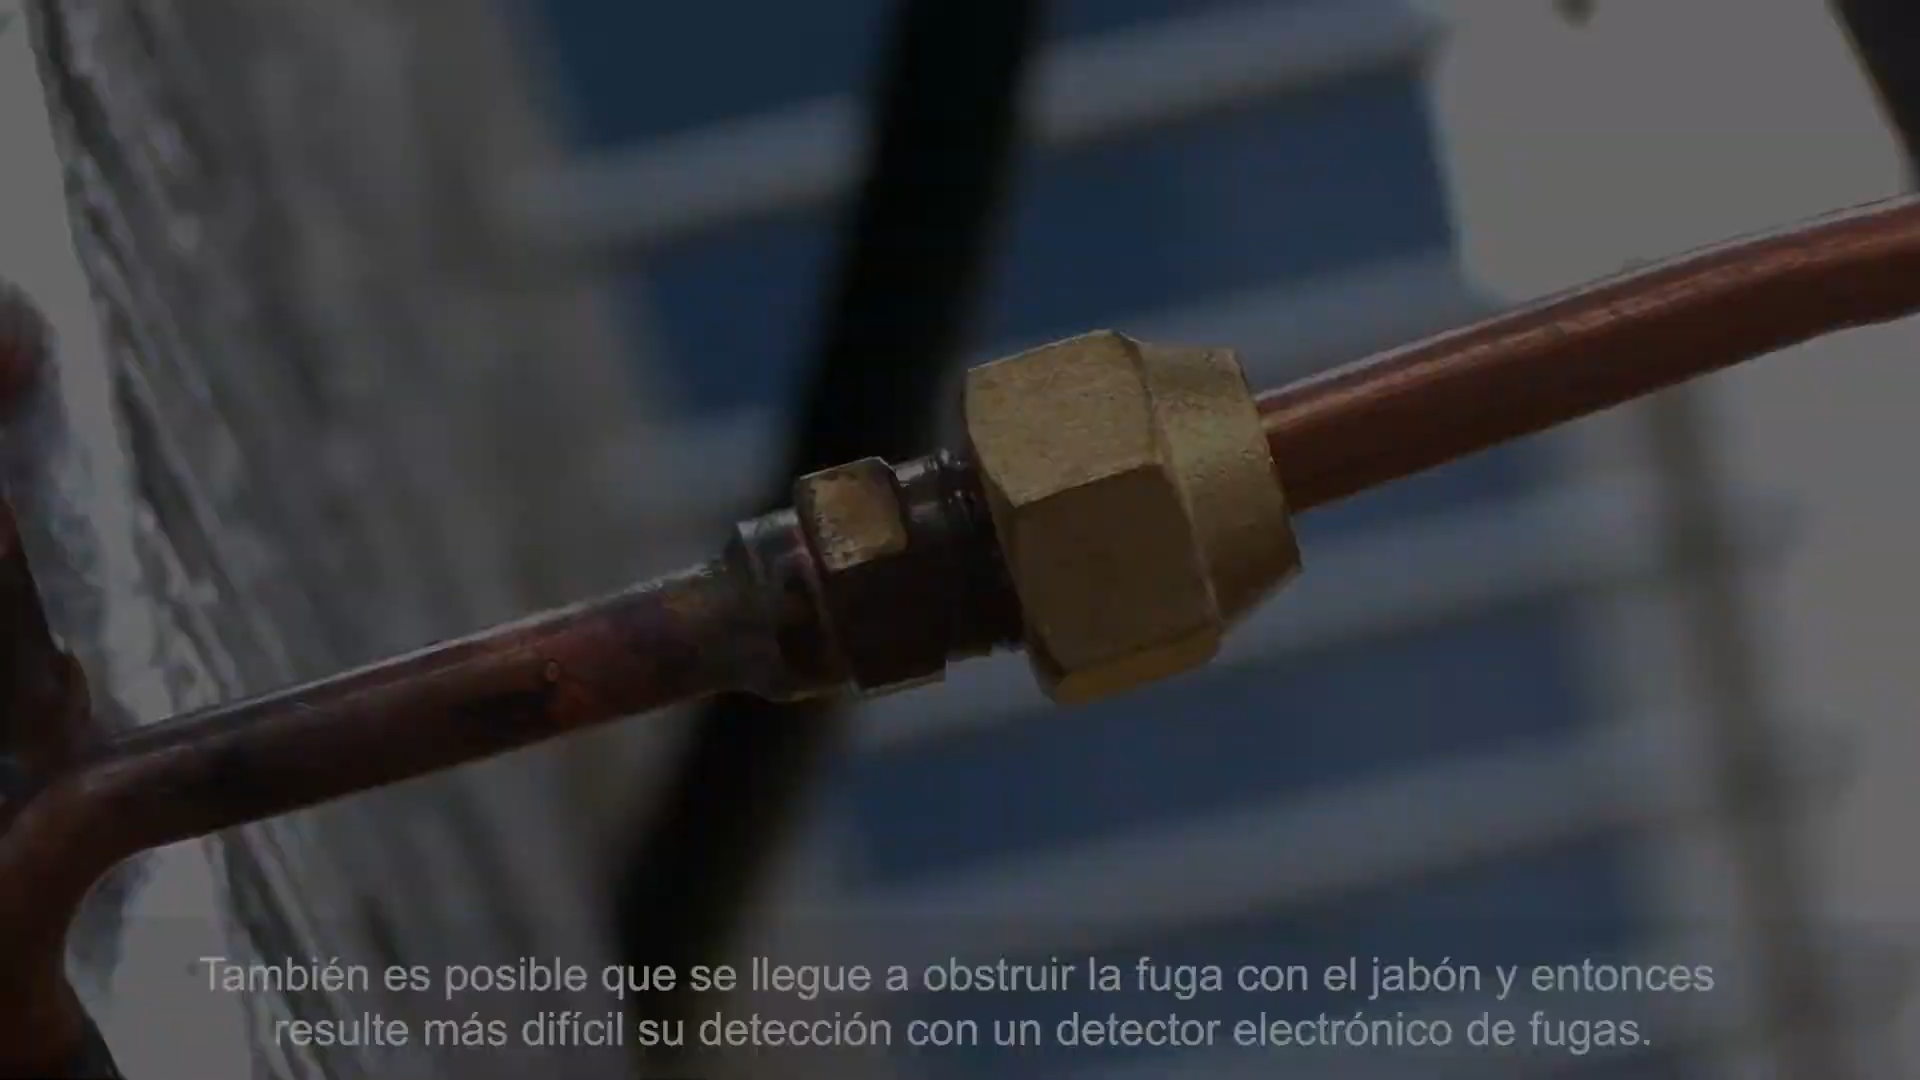 También es posible que se llegue a obstruir la fuga con el jabón y entonces
resulte más difícil su detección con un detector electrónico de fugas.